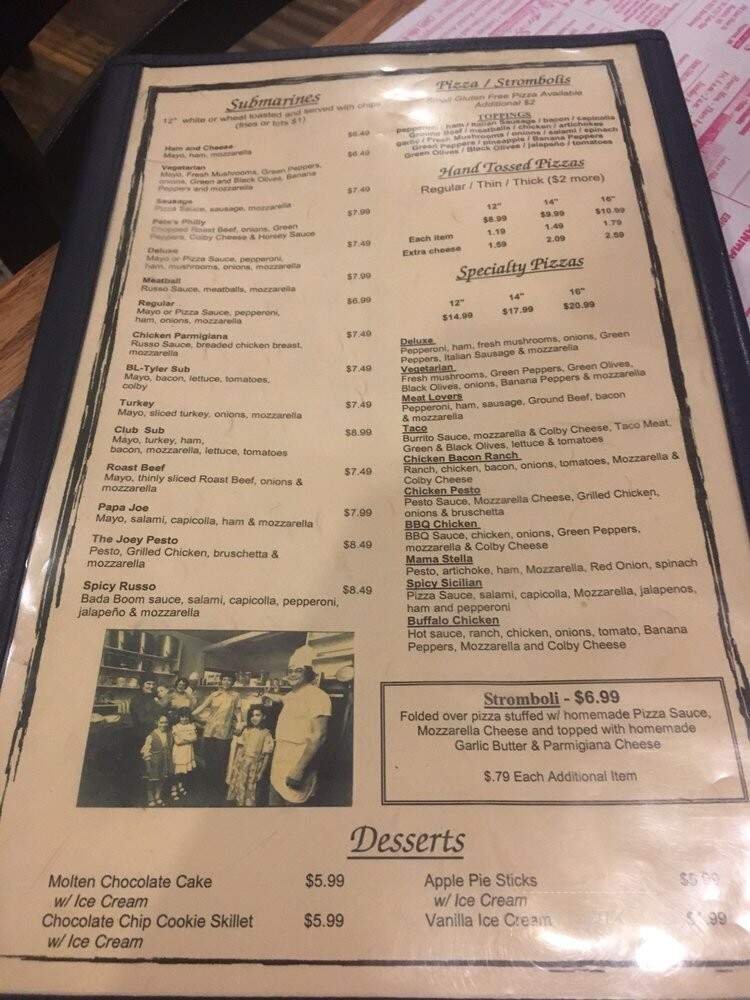 Submarines
12" white or wheel toasted and served with chips
(fries or tots $1)
$6.49
Ham and Cheese
Mayo, ham, mozzarella
$6.49
Vegetarian
Mayo, Fresh Mushrooms, Green Peppers,
onions, Green and Black Olives, Banana
Peppers and mozzarella
$7.49
Sausage
Pizza Sauce, sausage, mozzarella
$7.99
Pete's Philly
Chopped Roast Beef, onions, Green
Peppers, Colby Cheese & Horsey Sauce
$7.49
Deluxe
Mayo or Pizza Sauce, pepperoni,
ham, mushrooms, onions, mozzarella
$7.99
Meatball
Russo Sauce, meatballs, mozzarella
$6.99
Regular
Mayo or Pizza Sauce, pepperoni,
ham, onions, mozzarella
Chicken Parmigiana $7.49
Russo Sauce, breaded chicken breast,
mozzarella
BL-Tyler Sub $7.49
Mayo, bacon, lettuce, tomatoes,
colby
Turkey $7.49
Mayo, sliced turkey, onions, mozzarella
Club Sub $8.99
Mayo, turkey, ham,
bacon, mozzarella, lettuce, tomatoes
Roast Beef $7.49
Mayo, thinly sliced Roast Beef, onions &
mozzarella
Papa Joe $7.99
Mayo, salami, capicolla, ham & mozzarella
The Joey Pesto $8.49
Pesto, Grilled Chicken, bruschetta &
mozzarella
Spicy Russo $8.49
Bada Boom sauce, salami, capicolla, pepperoni,
jalapeño & mozzarella
Pizza / Strombolis
Small Gluten Free Pizza Available
Additional $2
TOPPINGS
pepperoni / ham / Italian Sausage / bacon / capicolla
Ground Beef / meatballs / chicken / artichokes
garlic / Fresh Mushrooms / onions / salami / spinach
Green Peppers / pineapple / Banana Peppers
Green Olives / Black Olives / jalapeño / tomatoes
Hand Tossed Pizzas
Regular / Thin / Thick ($2 more)
12" 14" 16"
$8.99 $9.99 $10.99
Each item 1.19 1.49 1.79
Extra cheese 1.59 2.09 2.59
Specialty Pizzas
12" 14" 16"
$14.99 $17.99 $20.99
Deluxe
Pepperoni, ham, fresh mushrooms, onions, Green
Peppers, Italian Sausage & mozzarella
Vegetarian
Fresh mushrooms, Green Peppers, Green Olives,
Black Olives, onions, Banana Peppers & mozzarella
Meat Lovers
Pepperoni, ham, sausage, Ground Beef, bacon
& mozzarella
Taco
Burrito Sauce, mozzarella & Colby Cheese, Taco Meat,
Green & Black Olives, lettuce & tomatoes
Chicken Bacon Ranch
Ranch, chicken, bacon, onions, tomatoes, Mozzarella &
Colby Cheese
Chicken Pesto
Pesto Sauce, Mozzarella Cheese, Grilled Chicken,
onions & bruschetta
BBQ Chicken
BBQ Sauce, chicken, onions, Green Peppers,
mozzarella & Colby Cheese
Mama Stella
Pesto, artichoke, ham, Mozzarella, Red Onion, spinach
Spicy Sicilian
Pizza Sauce, salami, capicolla, Mozzarella, jalapenos,
ham and pepperoni
Buffalo Chicken
Hot sauce, ranch, chicken, onions, tomato, Banana
Peppers, Mozzarella and Colby Cheese
Stromboli - $6.99
Folded over pizza stuffed w/ homemade Pizza Sauce,
Mozzarella Cheese and topped with homemade
Garlic Butter & Parmigiana Cheese
$.79 Each Additional Item
Desserts
Molten Chocolate Cake $5.99
w/ Ice Cream
Chocolate Chip Cookie Skillet $5.99
w/ Ice Cream
Apple Pie Sticks
w/ Ice Cream
Vanilla Ice Cream